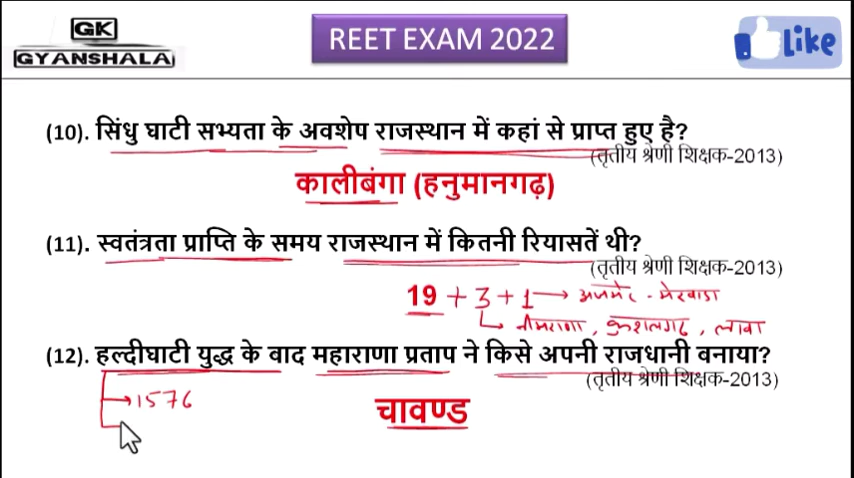 GK
GYANSHALA
REET EXAM 2022
Like
(10). सिंधु घाटी सभ्यता के अवशेप राजस्थान में कहां से प्राप्त हुए है?
(तृतीय श्रेणी शिक्षक-2013)
कालीबंगा (हनुमानगढ़)
(11). स्वतंत्रता प्राप्ति के समय राजस्थान में कितनी रियासतें थी?
(तृतीय श्रेणी शिक्षक-2013)
19 + 3 + 1 → अजमेर - मेरवाडा
नीमराणा, कुशलगढ, लावा
(12). हल्दीघाटी युद्ध के वाद महाराणा प्रताप ने किसे अपनी राजधानी वनाया?
(तृतीय श्रेणी शिक्षक-2013)
→ 1576
चावण्ड